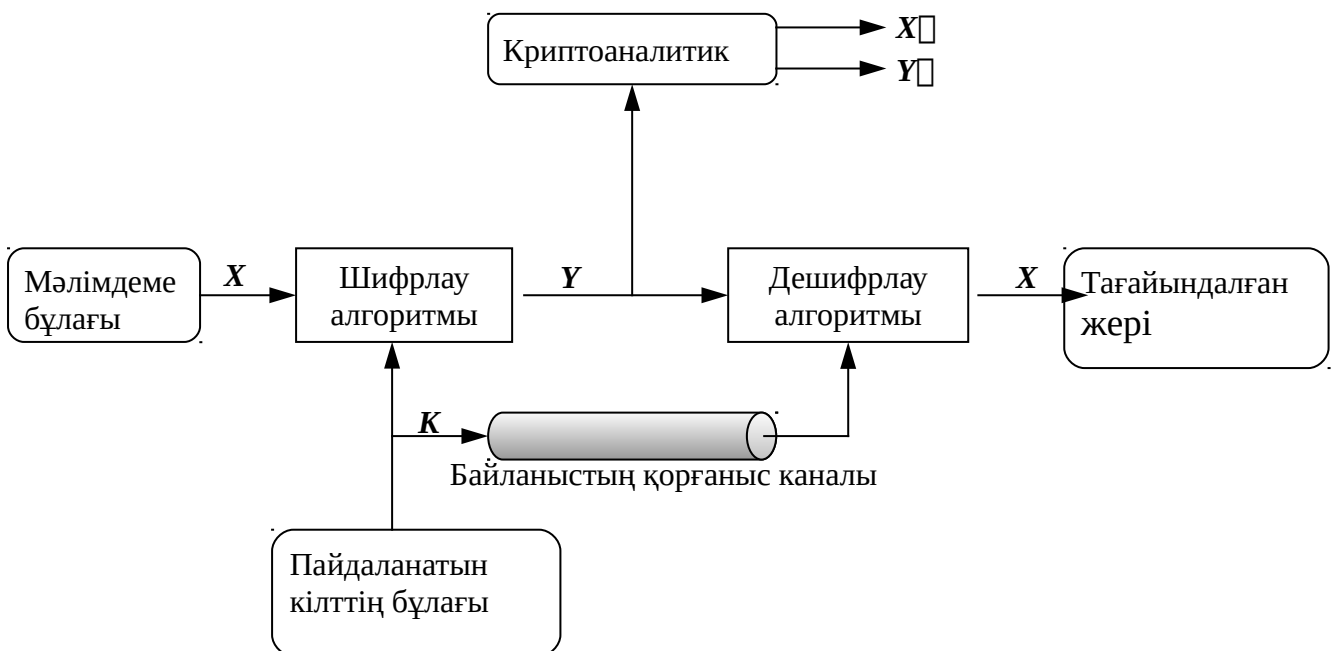 Криптоаналитик
X▯
Y▯
Мәлімдеме
бұлағы
X
Шифрлау
алгоритмы
Y
Дешифрлау
алгоритмы
X
Тағайындалған
жері
K
Байланыстың қорғаныс каналы
Пайдаланатын
кілттің бұлағы